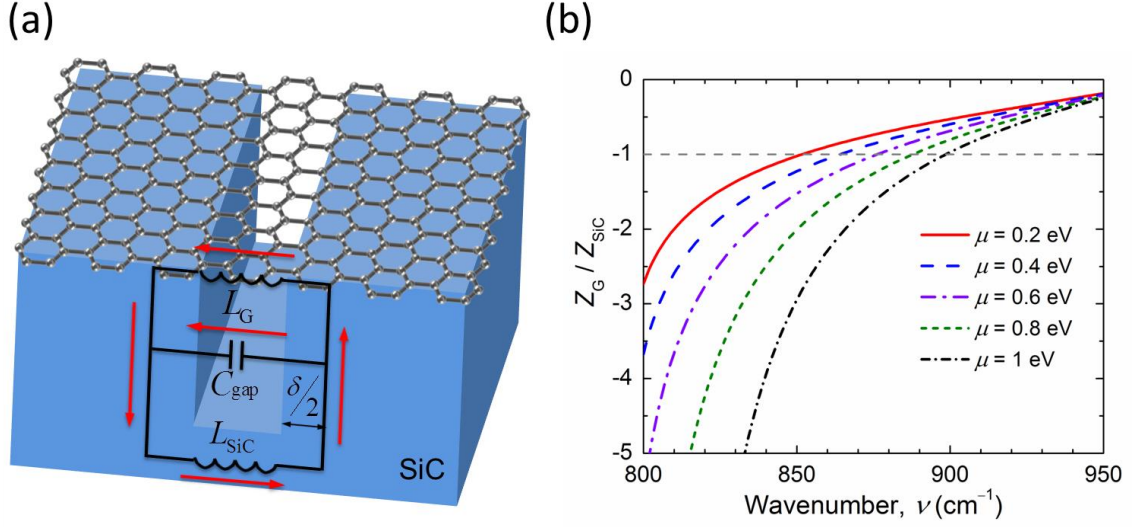 (a)
L_G
C_gap
δ/2
L_SiC
SiC
(b)
0
-1
-2
-3
-4
-5
Z_G / Z_SiC
μ = 0.2 eV
μ = 0.4 eV
μ = 0.6 eV
μ = 0.8 eV
μ = 1 eV
800
850
900
950
Wavenumber, ν (cm⁻¹)